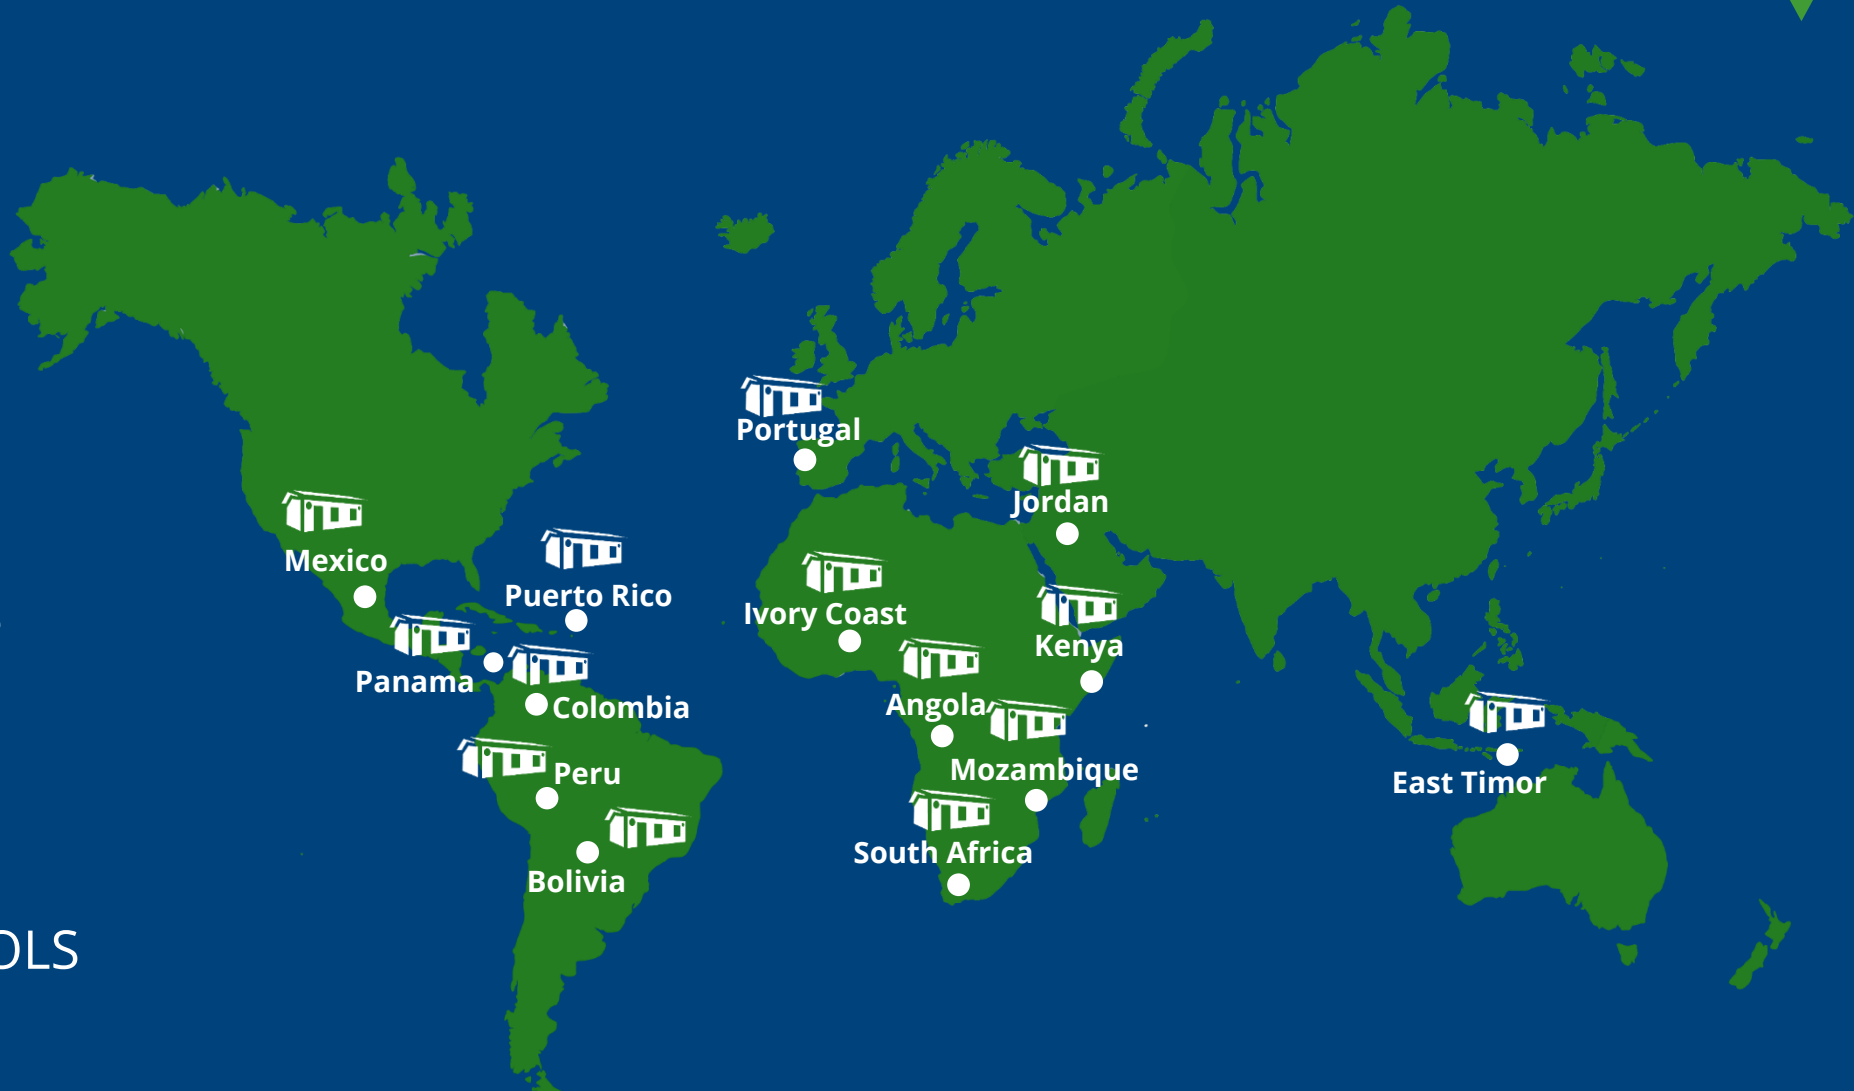 Portugal
Jordan
Mexico
Puerto Rico
Ivory Coast
Kenya
Panama
Angola
Colombia
Peru
Mozambique
East Timor
South Africa
Bolivia
OLS